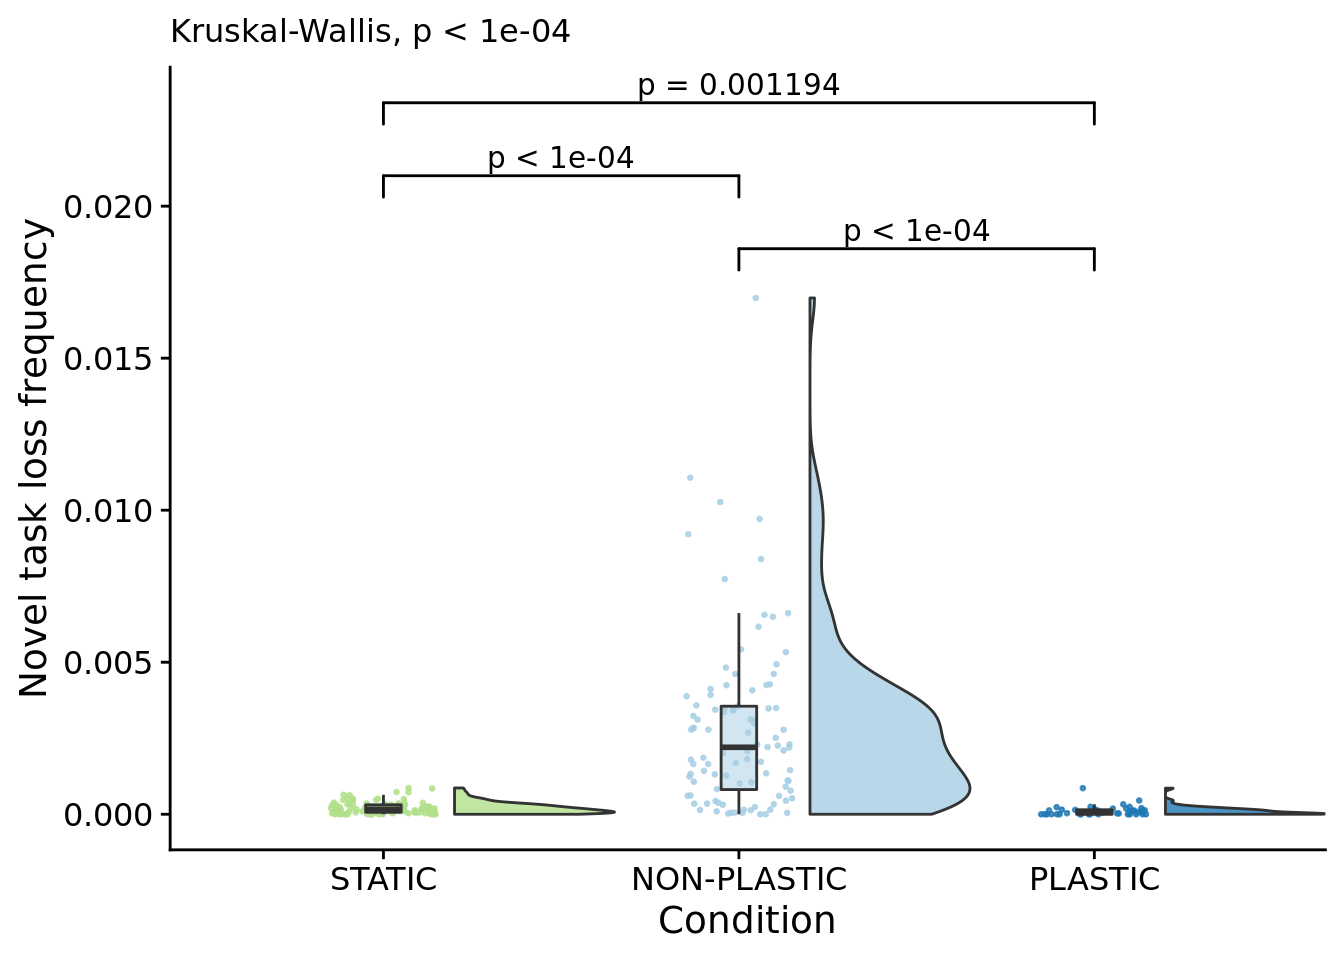 Kruskal-Wallis, p < 1e-04
p = 0.001194
p < 1e-04
p < 1e-04
Novel task loss frequency
0.020
0.015
0.010
0.005
0.000
STATIC
NON-PLASTIC
PLASTIC
Condition